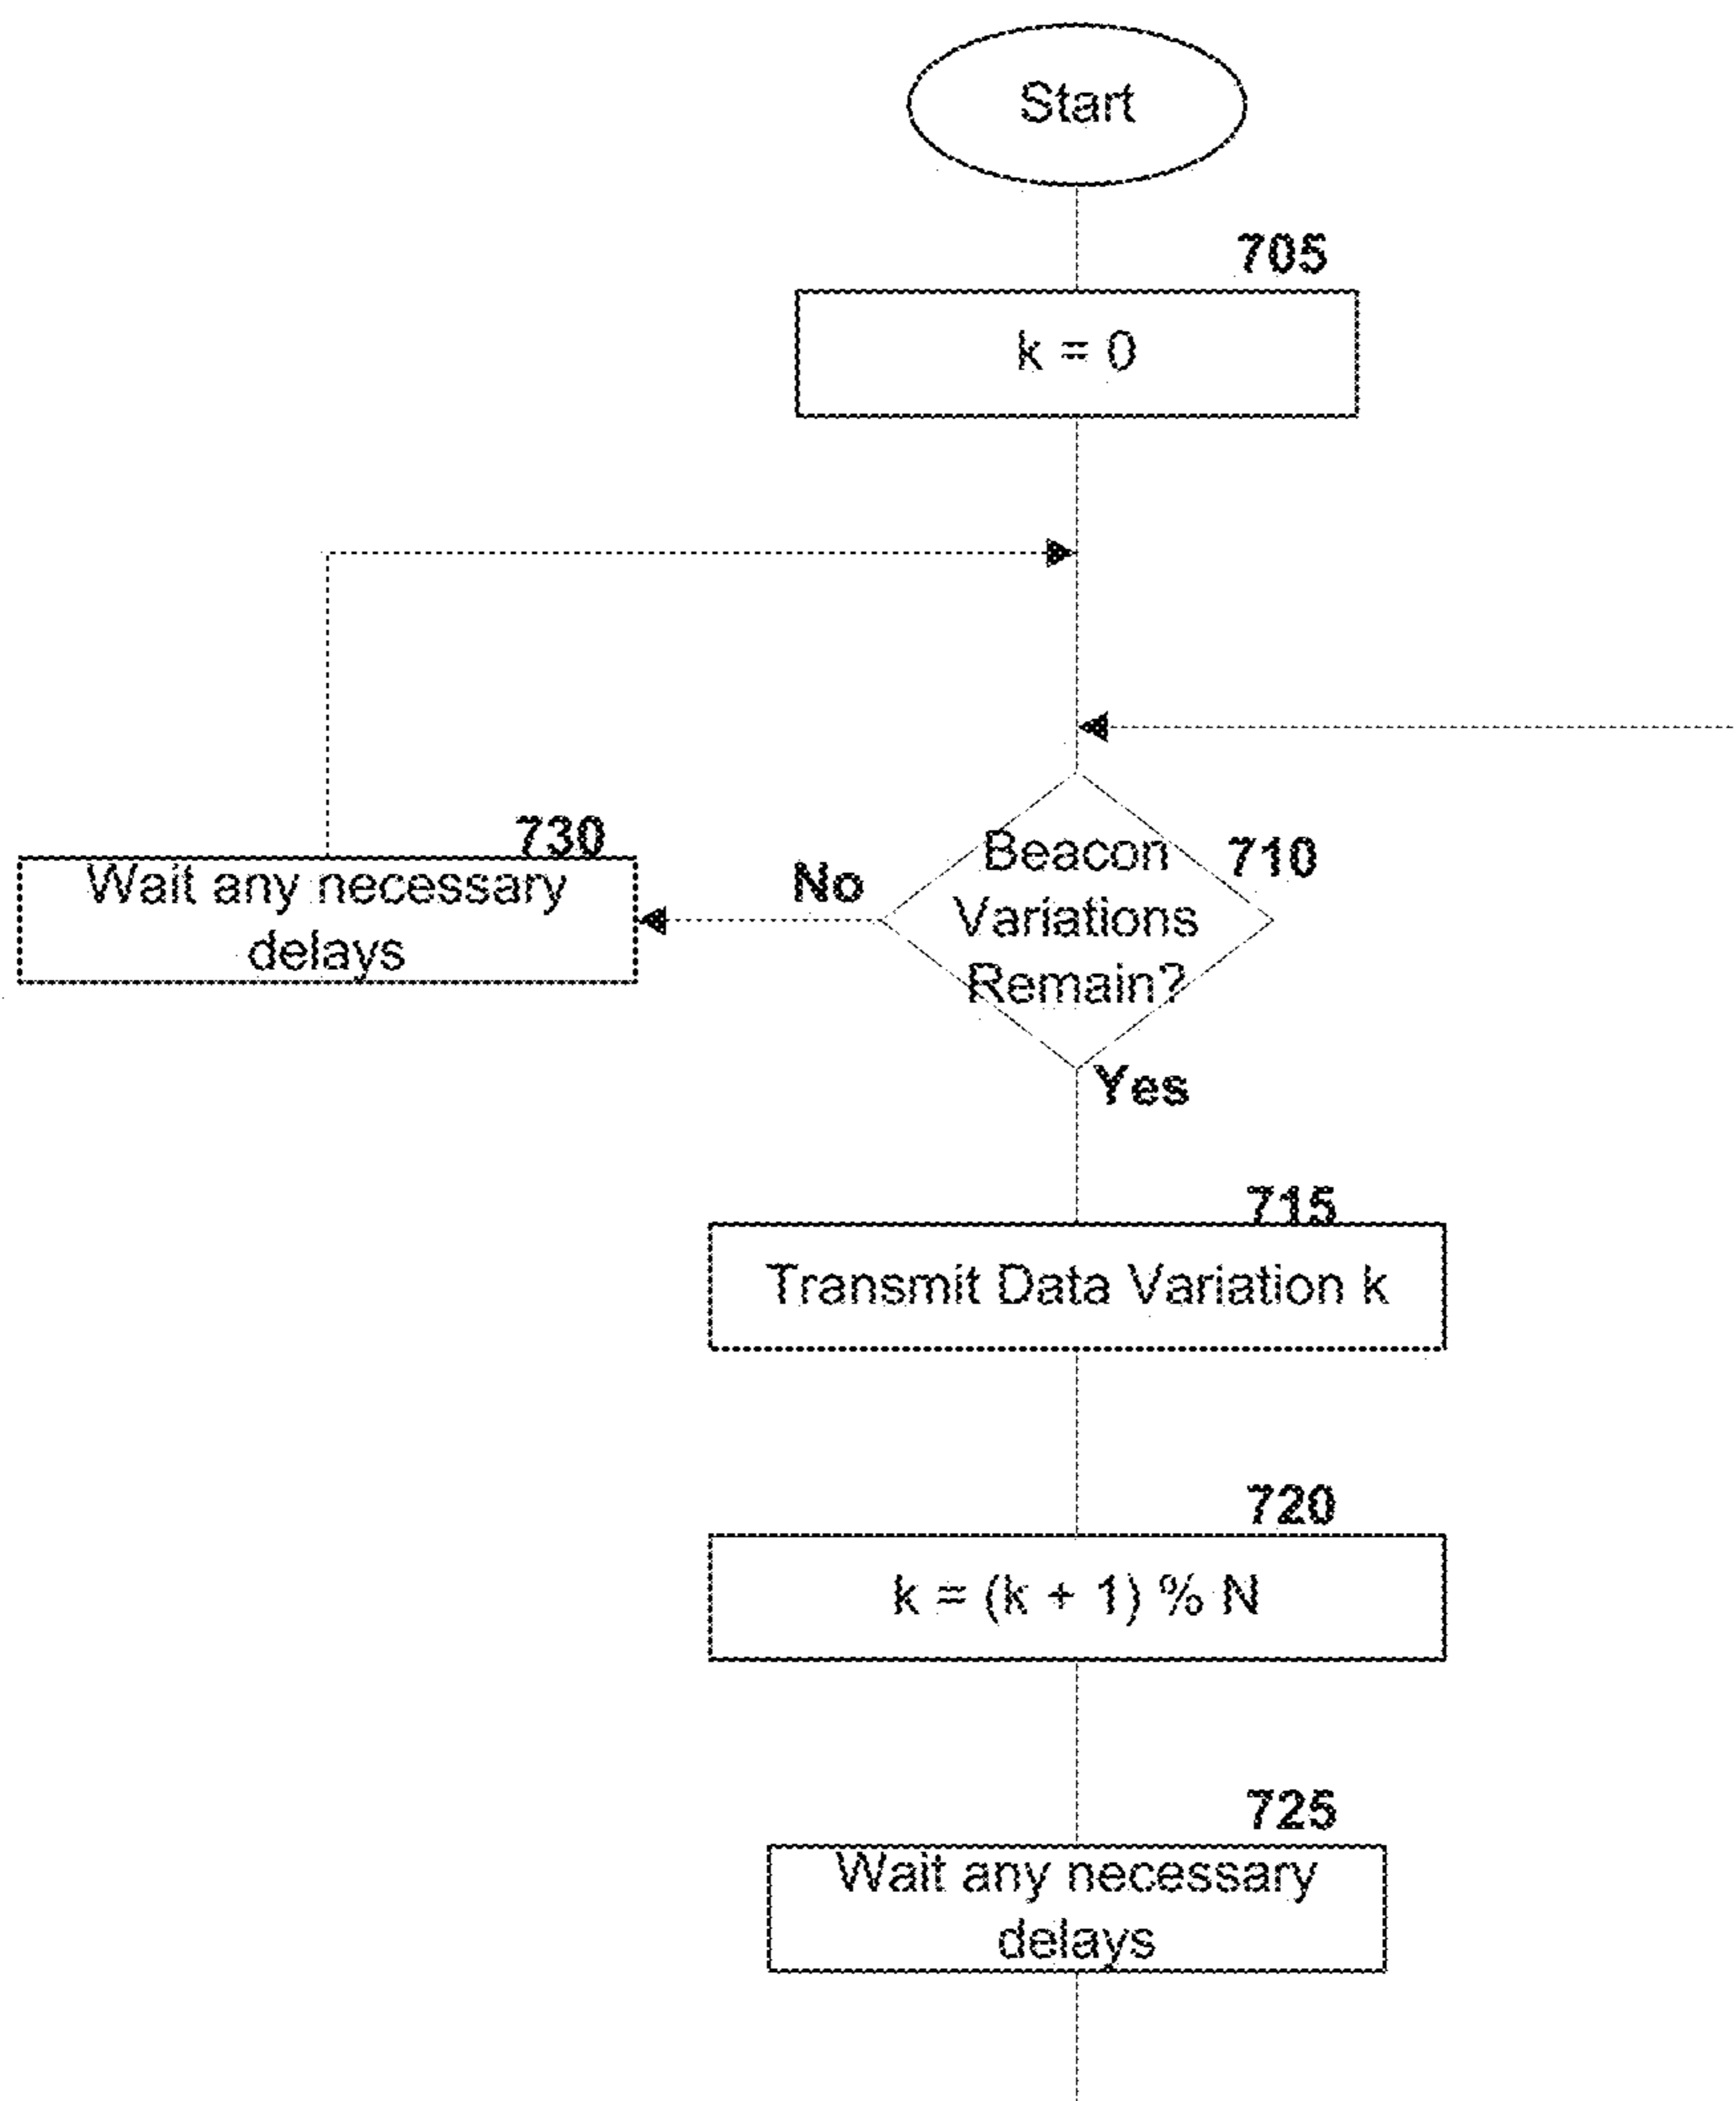 Start
705
k = 0
730
Wait any necessary
delays
No
Beacon
Variations
Remain?
710
Yes
715
Transmit Data Variation k
720
k = (k + 1) % N
725
Wait any necessary
delays